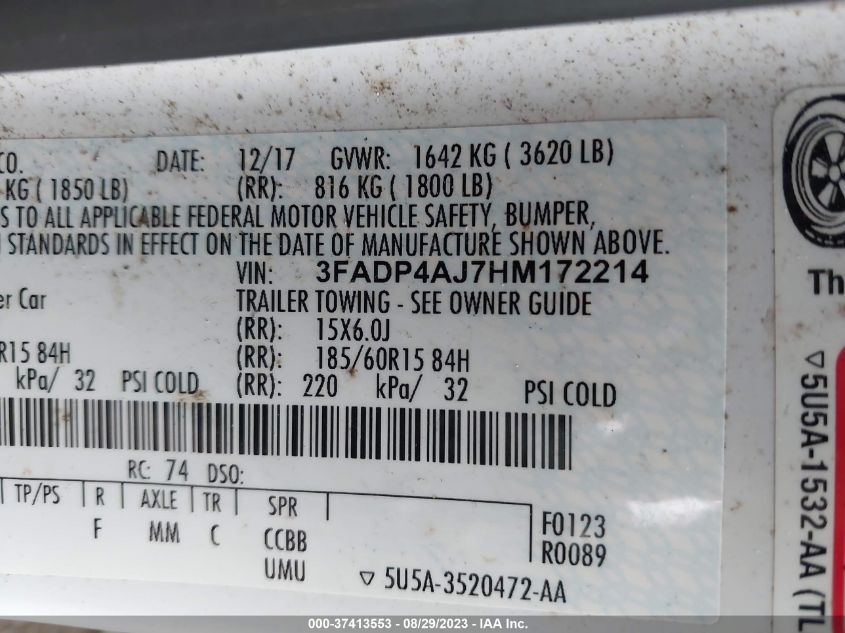 CO. DATE: 12/17 GVWR: 1642 KG ( 3620 LB)
KG ( 1850 LB) (RR): 816 KG ( 1800 LB)
S TO ALL APPLICABLE FEDERAL MOTOR VEHICLE SAFETY, BUMPER,
STANDARDS IN EFFECT ON THE DATE OF MANUFACTURE SHOWN ABOVE.
VIN: 3FADP4AJ7HM172214
er Car TRAILER TOWING - SEE OWNER GUIDE
(RR): 15X6.0J
R15 84H (RR): 185/60R15 84H
kPa/ 32 PSI COLD (RR): 220 kPa/ 32 PSI COLD
RC: 74 DSO:
TP/PS R AXLE TR SPR
F MM C CCBB
UMU
F0123
R0089
▽ 5U5A-3520472-AA
Th
▽5U5A-1532-AA (TL
000-37413553 - 08/29/2023 - IAA Inc.